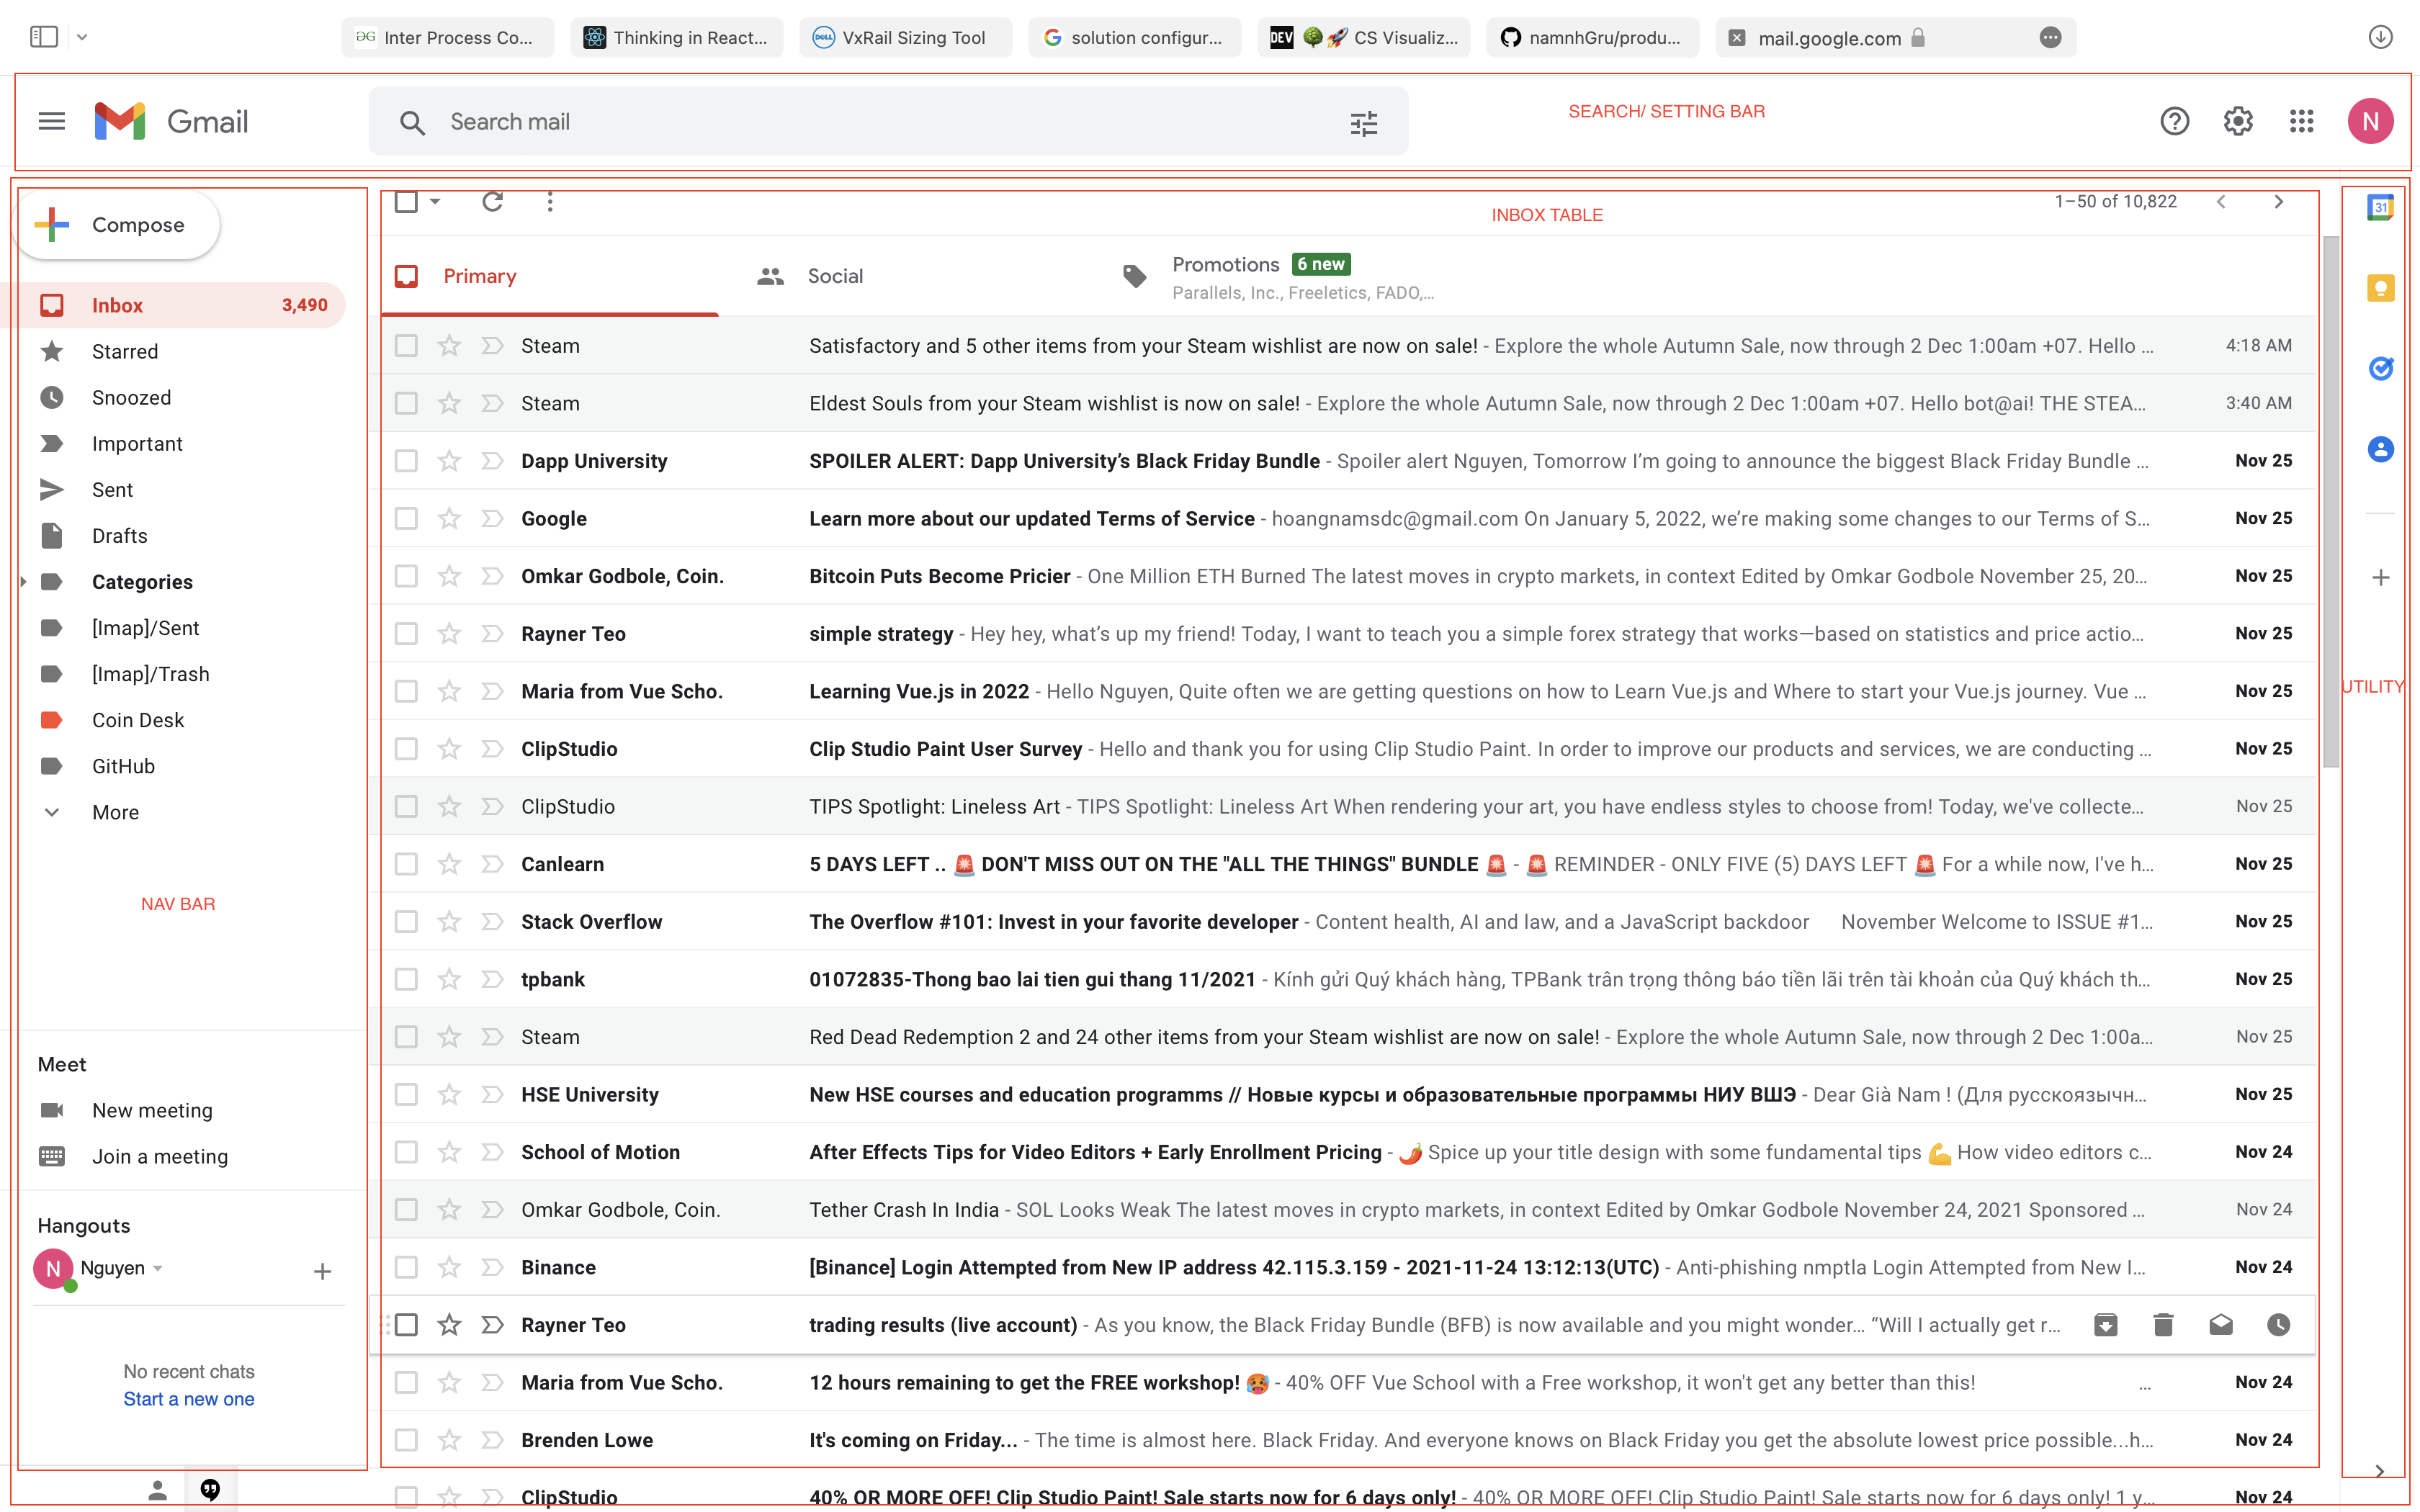 Inter Process Co...
Thinking in React...
VxRail Sizing Tool
solution configur...
DEV CS Visualiz...
namnhGru/produ...
mail.google.com
Gmail
Search mail
SEARCH/ SETTING BAR
N
Compose
Inbox 3,490
Starred
Snoozed
Important
Sent
Drafts
Categories
[Imap]/Sent
[Imap]/Trash
Coin Desk
GitHub
More
NAV BAR
Meet
New meeting
Join a meeting
Hangouts
N Nguyen
No recent chats
Start a new one
INBOX TABLE
1–50 of 10,822
Primary
Social
Promotions 6 new
Parallels, Inc., Freeletics, FADO,...
Steam Satisfactory and 5 other items from your Steam wishlist are now on sale! - Explore the whole Autumn Sale, now through 2 Dec 1:00am +07. Hello ... 4:18 AM
Steam Eldest Souls from your Steam wishlist is now on sale! - Explore the whole Autumn Sale, now through 2 Dec 1:00am +07. Hello bot@ai! THE STEA... 3:40 AM
Dapp University SPOILER ALERT: Dapp University’s Black Friday Bundle - Spoiler alert Nguyen, Tomorrow I’m going to announce the biggest Black Friday Bundle ... Nov 25
Google Learn more about our updated Terms of Service - hoangnamsdc@gmail.com On January 5, 2022, we’re making some changes to our Terms of S... Nov 25
Omkar Godbole, Coin. Bitcoin Puts Become Pricier - One Million ETH Burned The latest moves in crypto markets, in context Edited by Omkar Godbole November 25, 20... Nov 25
Rayner Teo simple strategy - Hey hey, what’s up my friend! Today, I want to teach you a simple forex strategy that works—based on statistics and price actio... Nov 25
Maria from Vue Scho. Learning Vue.js in 2022 - Hello Nguyen, Quite often we are getting questions on how to Learn Vue.js and Where to start your Vue.js journey. Vue ... Nov 25
ClipStudio Clip Studio Paint User Survey - Hello and thank you for using Clip Studio Paint. In order to improve our products and services, we are conducting ... Nov 25
ClipStudio TIPS Spotlight: Lineless Art - TIPS Spotlight: Lineless Art When rendering your art, you have endless styles to choose from! Today, we've collecte... Nov 25
Canlearn 5 DAYS LEFT .. 🚨 DON'T MISS OUT ON THE "ALL THE THINGS" BUNDLE 🚨 - 🚨 REMINDER - ONLY FIVE (5) DAYS LEFT 🚨 For a while now, I've h... Nov 25
Stack Overflow The Overflow #101: Invest in your favorite developer - Content health, AI and law, and a JavaScript backdoor November Welcome to ISSUE #1... Nov 25
tpbank 01072835-Thong bao lai tien gui thang 11/2021 - Kính gửi Quý khách hàng, TPBank trân trọng thông báo tiền lãi trên tài khoản của Quý khách th... Nov 25
Steam Red Dead Redemption 2 and 24 other items from your Steam wishlist are now on sale! - Explore the whole Autumn Sale, now through 2 Dec 1:00a... Nov 25
HSE University New HSE courses and education programms // Новые курсы и образовательные программы НИУ ВШЭ - Dear Già Nam ! (Для русскоязычн... Nov 25
School of Motion After Effects Tips for Video Editors + Early Enrollment Pricing - 🌶️ Spice up your title design with some fundamental tips 💪 How video editors c... Nov 24
Omkar Godbole, Coin. Tether Crash In India - SOL Looks Weak The latest moves in crypto markets, in context Edited by Omkar Godbole November 24, 2021 Sponsored ... Nov 24
Binance [Binance] Login Attempted from New IP address 42.115.3.159 - 2021-11-24 13:12:13(UTC) - Anti-phishing nmptla Login Attempted from New I... Nov 24
Rayner Teo trading results (live account) - As you know, the Black Friday Bundle (BFB) is now available and you might wonder... “Will I actually get r...
Maria from Vue Scho. 12 hours remaining to get the FREE workshop! 🥵 - 40% OFF Vue School with a Free workshop, it won't get any better than this! ... Nov 24
Brenden Lowe It's coming on Friday... - The time is almost here. Black Friday. And everyone knows on Black Friday you get the absolute lowest price possible...h... Nov 24
ClipStudio 40% OR MORE OFF! Clip Studio Paint! Sale starts now for 6 days only! - 40% OR MORE OFF! Clip Studio Paint! Sale starts now for 6 days only! 1 y... Nov 24
31
UTILITY